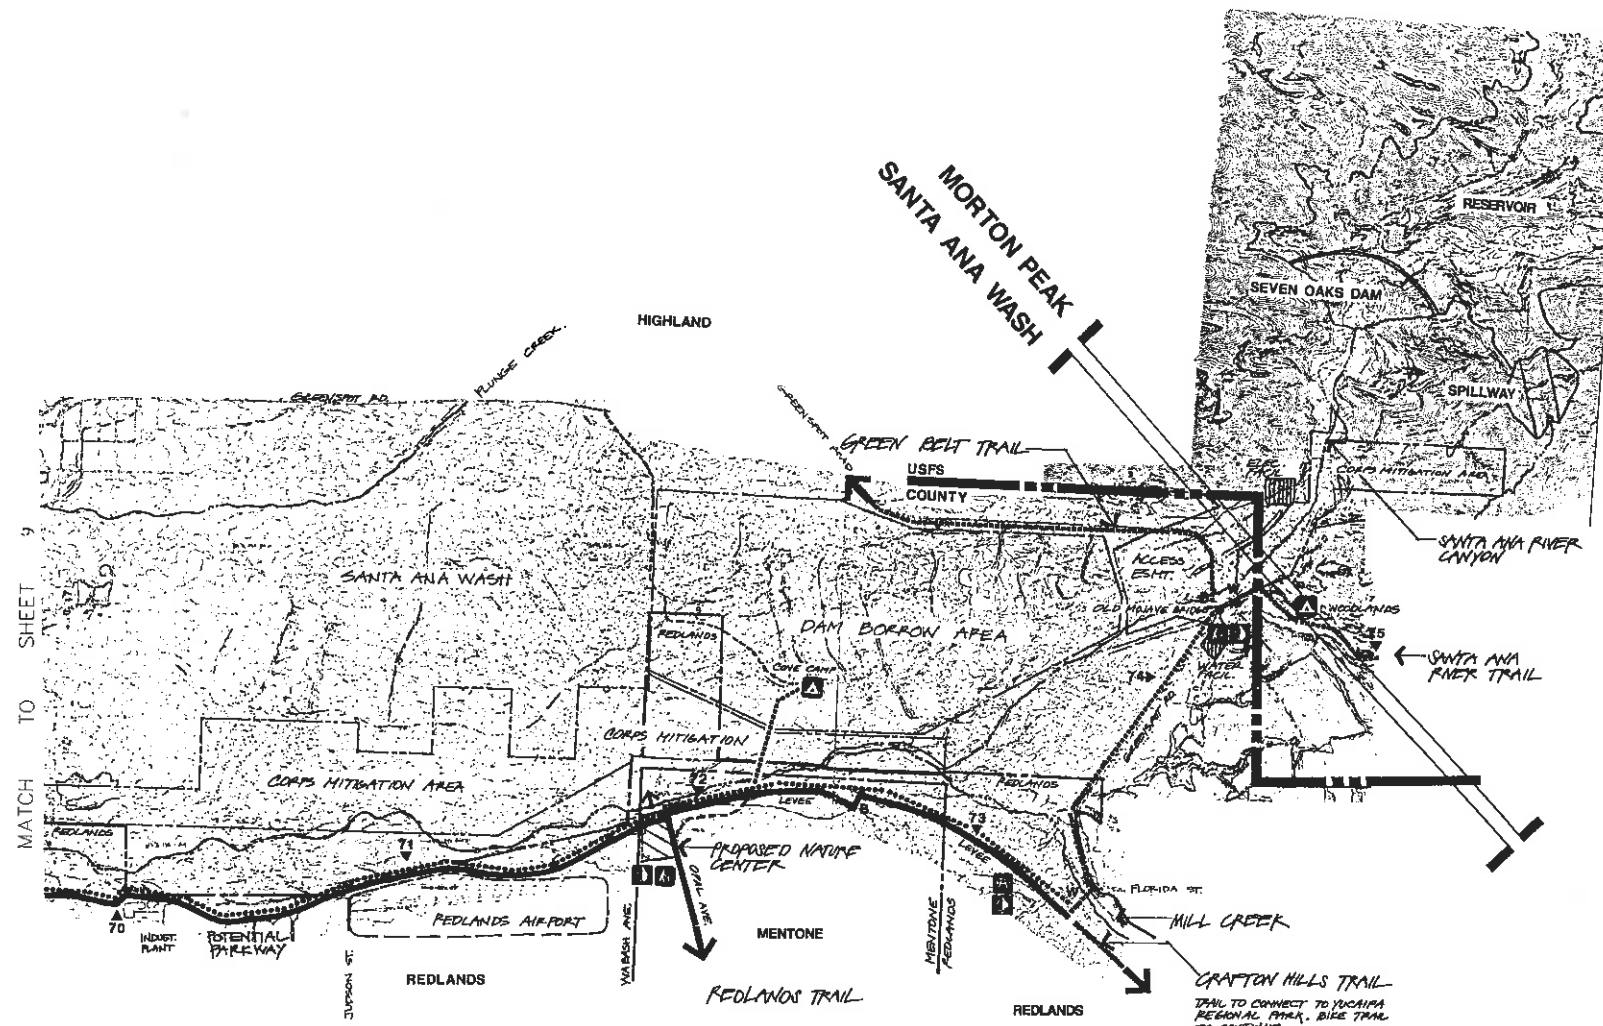 MORTON PEAK
SANTA ANA WASH
RESERVOIR
SEVEN OAKS DAM
SPILLWAY
HIGHLAND
PLUNGE CREEK.
GREENSPOT RD.
GREENSPOT ROAD
GREEN BELT TRAIL
USFS
COUNTY
CORPS MITIGATION AREA
SANTA ANA RIVER
CANYON
ACCESS
ESMT.
SANTA ANA WASH
OLD MOJAVE BRIDGE
WOODLANDS
REDLANDS
DAM BORROW AREA
75
SANTA ANA
RIVER TRAIL
WATER
FACIL.
CONE CAMP
74
CORPS MITIGATION
CORPS MITIGATION AREA
REDLANDS
72
LEVEE
73
LEVEE
REDLANDS
71
PROPOSED NATURE
CENTER
MATCH TO SHEET 9
70
INDUST.
PLANT
POTENTIAL
PARKWAY
REDLANDS AIRPORT
OPAL AVE.
FLORIDA ST.
MILL CREEK
WABASH AVE.
MENTONE
MENTONE
REDLANDS
JUDSON ST.
REDLANDS
REDLANDS TRAIL
REDLANDS
CRAFTON HILLS TRAIL
TRAIL TO CONNECT TO YUCAIPA
REGIONAL PARK. BIKE TRAIL